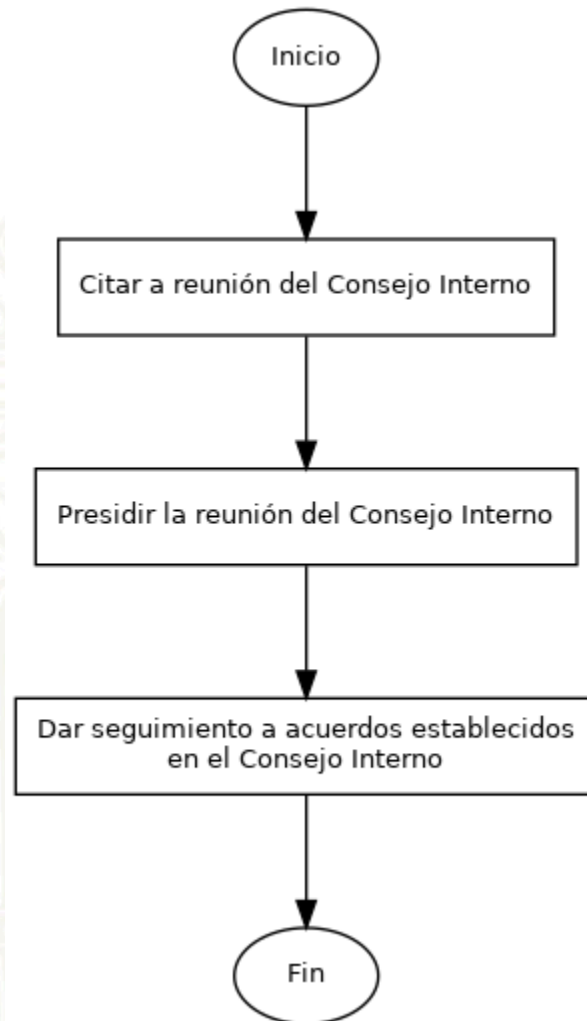 Inicio
Citar a reunión del Consejo Interno
Presidir la reunión del Consejo Interno
Dar seguimiento a acuerdos establecidos
en el Consejo Interno
Fin